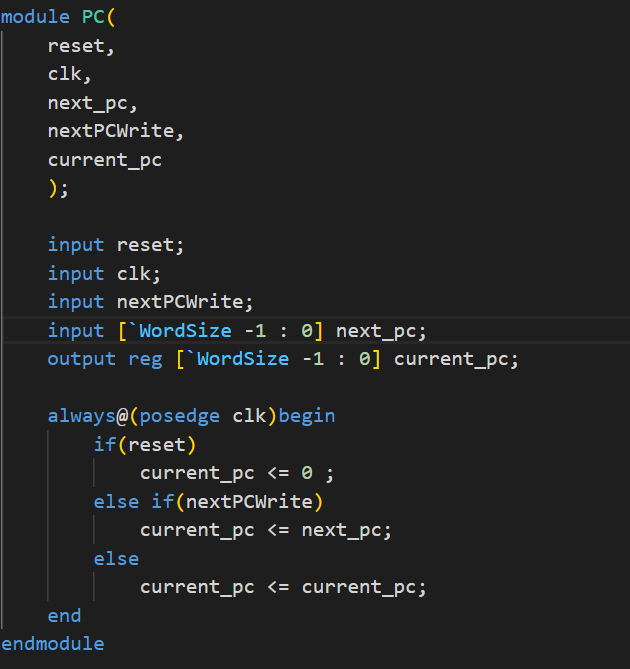 module PC(
    reset,
    clk,
    next_pc,
    nextPCWrite,
    current_pc
    );
    input reset;
    input clk;
    input nextPCWrite;
    input [`WordSize -1 : 0] next_pc;
    output reg [`WordSize -1 : 0] current_pc;
    always@(posedge clk)begin
        if(reset)
            current_pc <= 0 ;
        else if(nextPCWrite)
            current_pc <= next_pc;
        else
            current_pc <= current_pc;
    end
endmodule